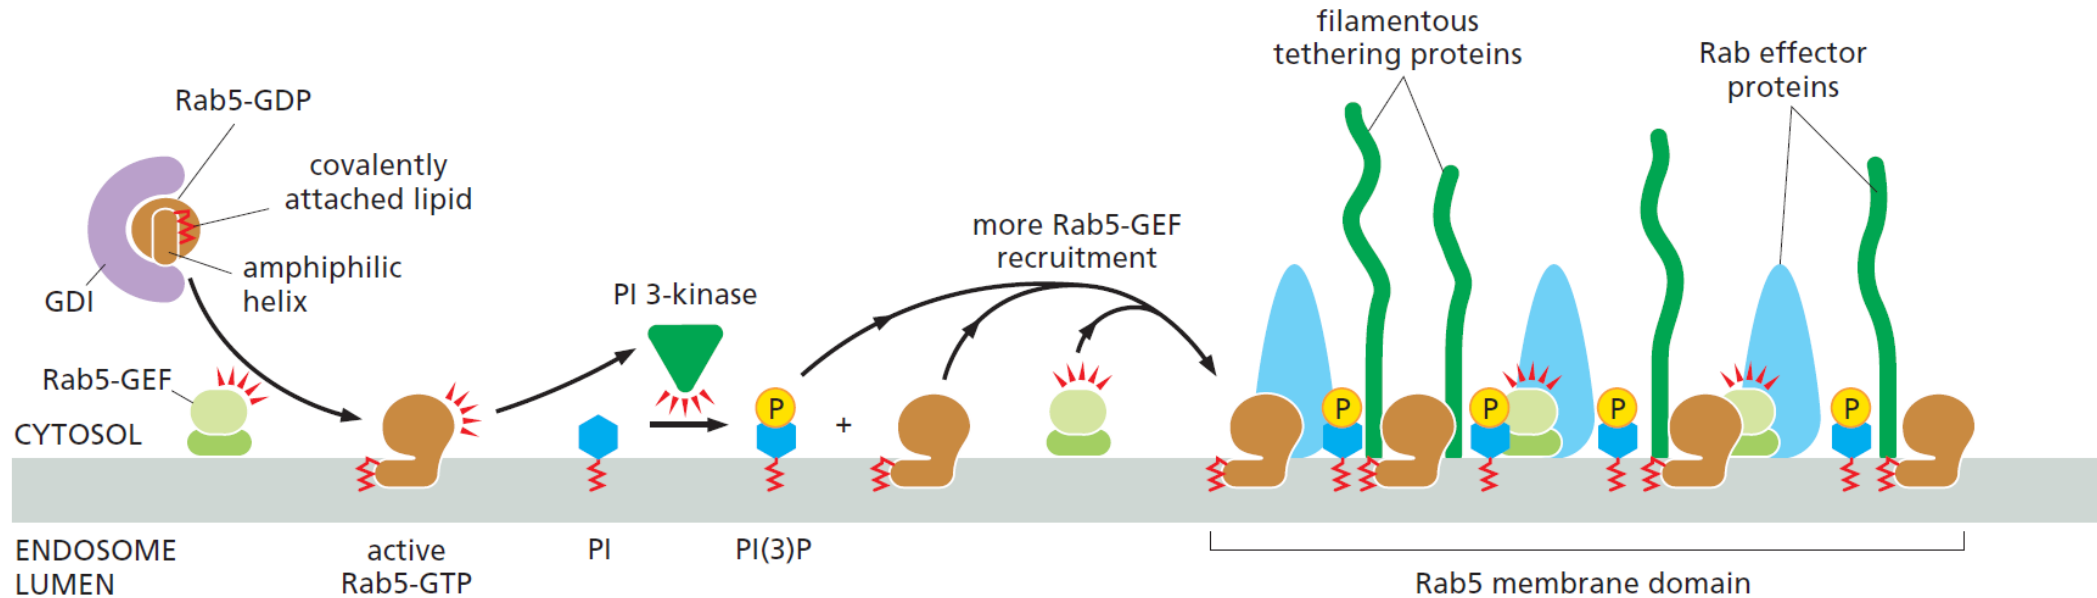 filamentous
tethering proteins
Rab effector
proteins
Rab5-GDP
covalently
attached lipid
amphiphilic
helix
GDI
more Rab5-GEF
recruitment
PI 3-kinase
Rab5-GEF
CYTOSOL
P
+
P
P
P
P
ENDOSOME
LUMEN
active
Rab5-GTP
PI
PI(3)P
Rab5 membrane domain